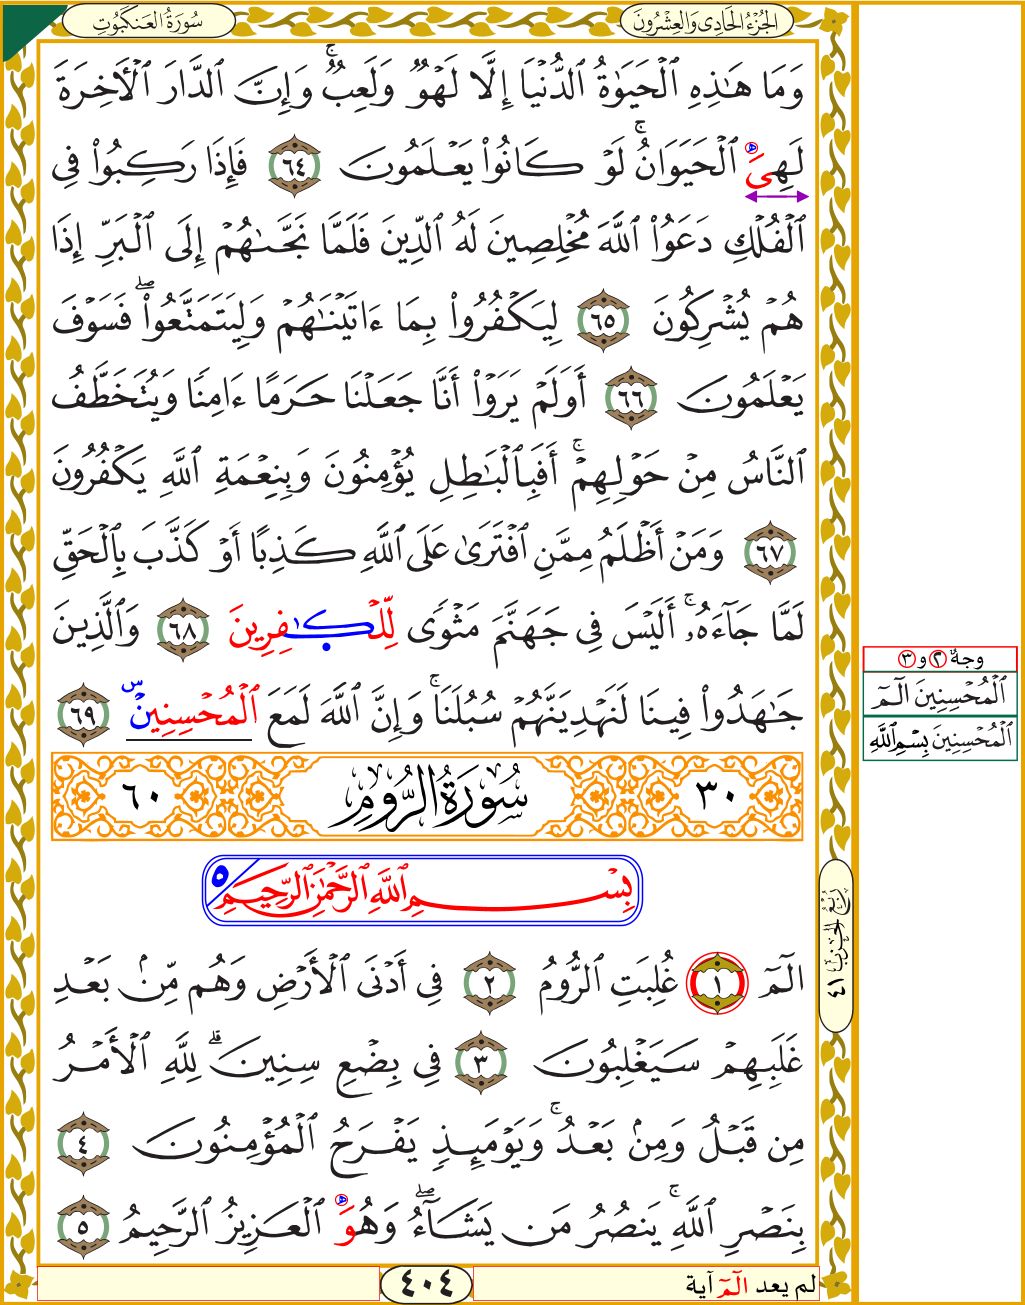 سُورَةُ العَنكَبُوتِ
الجُزْءُ الحَادِى وَالعِشْرُونَ
وَمَا هَٰذِهِ ٱلْحَيَوٰةُ ٱلدُّنْيَآ إِلَّا لَهْوٌ وَلَعِبٌ ۚ وَإِنَّ ٱلدَّارَ ٱلْأَخِرَةَ
لَهِىَ ٱلْحَيَوَانُ ۚ لَوْ كَانُوا۟ يَعْلَمُونَ ٦٤ فَإِذَا رَكِبُوا۟ فِى
ٱلْفُلْكِ دَعَوُا۟ ٱللَّهَ مُخْلِصِينَ لَهُ ٱلدِّينَ فَلَمَّا نَجَّىٰهُمْ إِلَى ٱلْبَرِّ إِذَا
هُمْ يُشْرِكُونَ ٦٥ لِيَكْفُرُوا۟ بِمَا ءَاتَيْنَٰهُمْ وَلِيَتَمَتَّعُوا۟ ۖ فَسَوْفَ
يَعْلَمُونَ ٦٦ أَوَلَمْ يَرَوْا۟ أَنَّا جَعَلْنَا حَرَمًا ءَامِنًا وَيُتَخَطَّفُ
ٱلنَّاسُ مِنْ حَوْلِهِمْ ۚ أَفَبِٱلْبَٰطِلِ يُؤْمِنُونَ وَبِنِعْمَةِ ٱللَّهِ يَكْفُرُونَ
٦٧ وَمَنْ أَظْلَمُ مِمَّنِ ٱفْتَرَىٰ عَلَى ٱللَّهِ كَذِبًا أَوْ كَذَّبَ بِٱلْحَقِّ
لَمَّا جَآءَهُۥ ۚ أَلَيْسَ فِى جَهَنَّمَ مَثْوًى لِّلْكَٰفِرِينَ ٦٨ وَٱلَّذِينَ
جَٰهَدُوا۟ فِينَا لَنَهْدِيَنَّهُمْ سُبُلَنَا ۚ وَإِنَّ ٱللَّهَ لَمَعَ ٱلْمُحْسِنِينَ س ٦٩
وجهٌ ٢ و ٣
ٱلْمُحْسِنِينَ الٓمٓ
ٱلْمُحْسِنِينَ بِسْمِ ٱللَّهِ
٣٠ سُورَةُ الرُّومِ ٦٠
بِسْمِ ٱللَّهِ ٱلرَّحْمَٰنِ ٱلرَّحِيمِ ٥
الٓمٓ ١ غُلِبَتِ ٱلرُّومُ ٢ فِى أَدْنَى ٱلْأَرْضِ وَهُم مِّنۢ بَعْدِ
غَلَبِهِمْ سَيَغْلِبُونَ ٣ فِى بِضْعِ سِنِينَ ۗ لِلَّهِ ٱلْأَمْرُ
مِن قَبْلُ وَمِنۢ بَعْدُ ۚ وَيَوْمَئِذٍ يَفْرَحُ ٱلْمُؤْمِنُونَ ٤
بِنَصْرِ ٱللَّهِ ۚ يَنصُرُ مَن يَشَآءُ ۖ وَهُوَ ٱلْعَزِيزُ ٱلرَّحِيمُ ٥
رُبْعُ الحِزْبِ ٤١
لم يعد الٓمٓ آية
٤٠٤